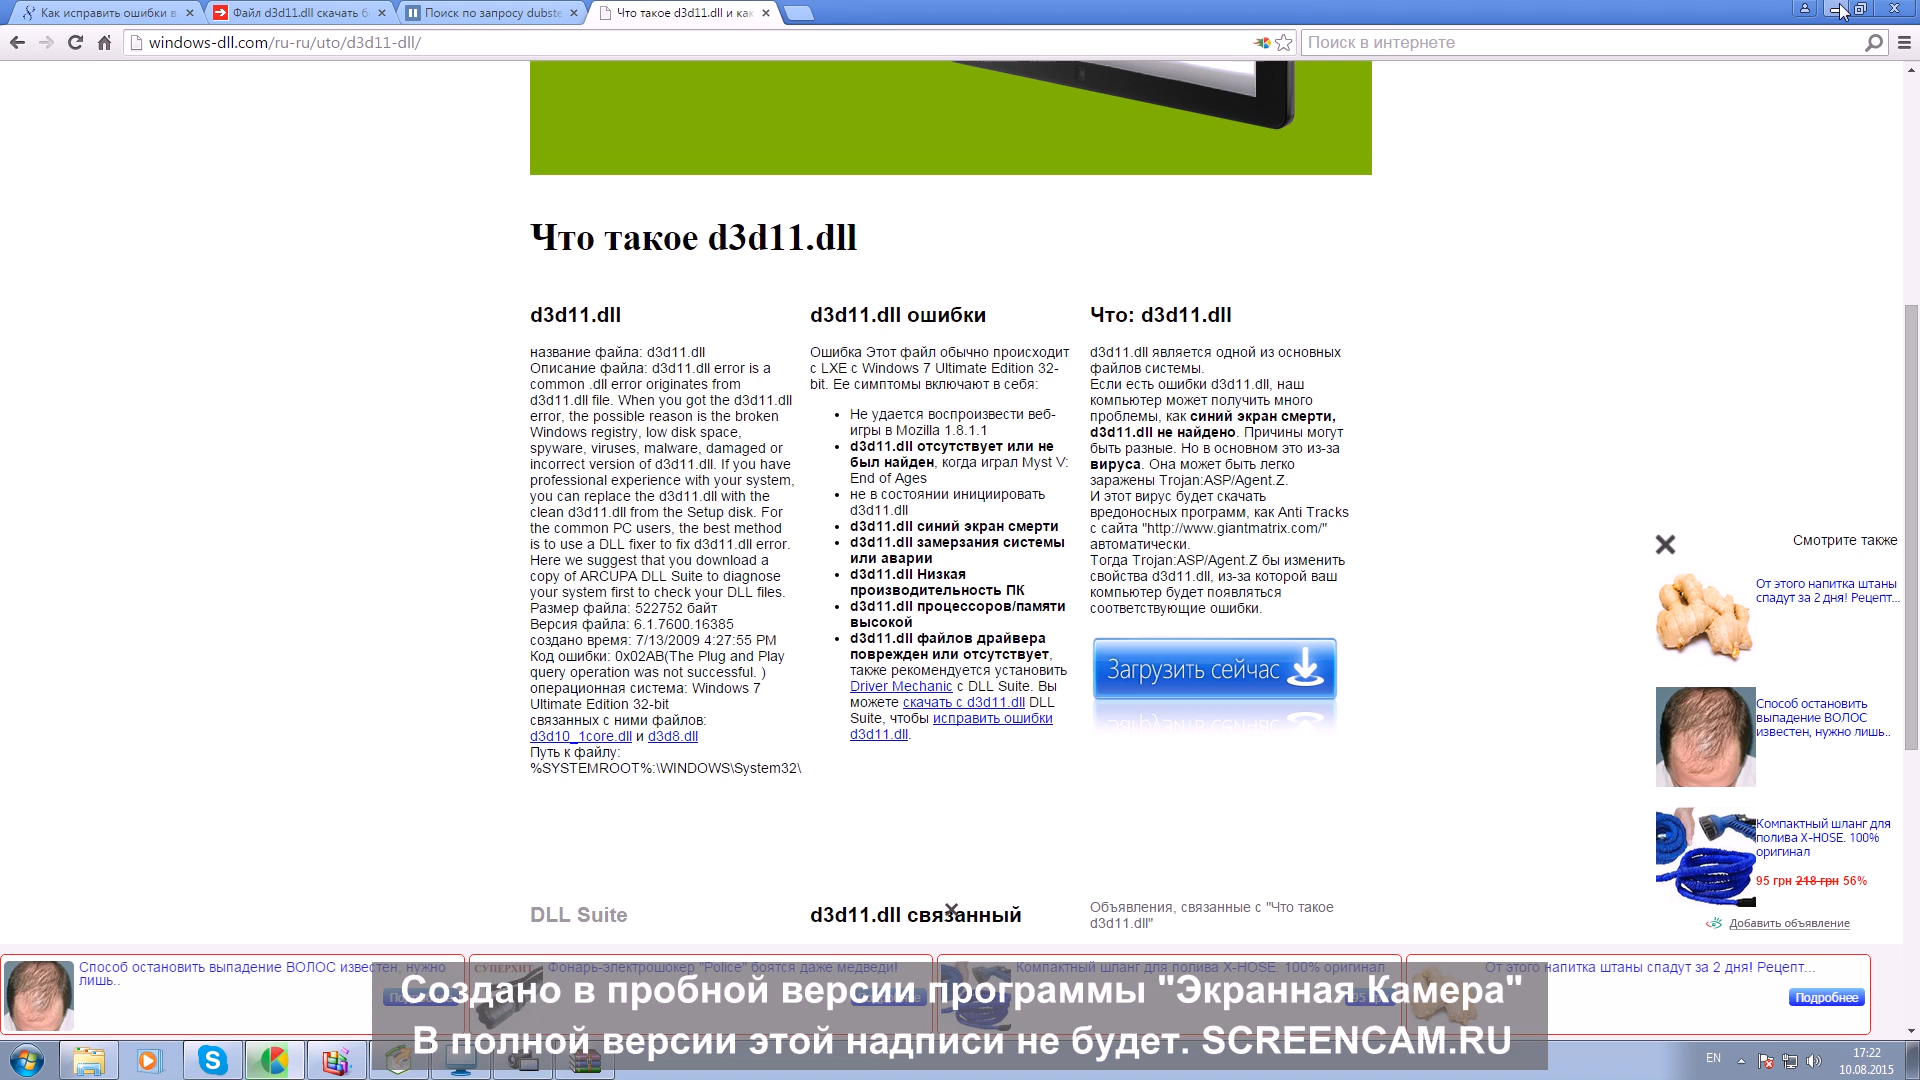 Как исправить ошибки в
Файл d3d11.dll скачать бе
Поиск по запросу dubste
Что такое d3d11.dll и как
windows-dll.com/ru-ru/uto/d3d11-dll/
Поиск в интернете
Что такое d3d11.dll
d3d11.dll
название файла: d3d11.dll
Описание файла: d3d11.dll error is a
common .dll error originates from
d3d11.dll file. When you got the d3d11.dll
error, the possible reason is the broken
Windows registry, low disk space,
spyware, viruses, malware, damaged or
incorrect version of d3d11.dll. If you have
professional experience with your system,
you can replace the d3d11.dll with the
clean d3d11.dll from the Setup disk. For
the common PC users, the best method
is to use a DLL fixer to fix d3d11.dll error.
Here we suggest that you download a
copy of ARCUPA DLL Suite to diagnose
your system first to check your DLL files.
Размер файла: 522752 байт
Версия файла: 6.1.7600.16385
создано время: 7/13/2009 4:27:55 PM
Код ошибки: 0x02AB(The Plug and Play
query operation was not successful. )
операционная система: Windows 7
Ultimate Edition 32-bit
связанных с ними файлов:
d3d10_1core.dll и d3d8.dll
Путь к файлу:
%SYSTEMROOT%:\WINDOWS\System32\
d3d11.dll ошибки
Ошибка Этот файл обычно происходит
с LXE с Windows 7 Ultimate Edition 32-
bit. Ее симптомы включают в себя:
• Не удается воспроизвести веб-
игры в Mozilla 1.8.1.1
• d3d11.dll отсутствует или не
был найден, когда играл Myst V:
End of Ages
• не в состоянии инициировать
d3d11.dll
• d3d11.dll синий экран смерти
• d3d11.dll замерзания системы
или аварии
• d3d11.dll Низкая
производительность ПК
• d3d11.dll процессоров/памяти
высокой
• d3d11.dll файлов драйвера
поврежден или отсутствует,
также рекомендуется установить
Driver Mechanic с DLL Suite. Вы
можете скачать с d3d11.dll DLL
Suite, чтобы исправить ошибки
d3d11.dll.
Что: d3d11.dll
d3d11.dll является одной из основных
файлов системы.
Если есть ошибки d3d11.dll, наш
компьютер может получить много
проблемы, как синий экран смерти,
d3d11.dll не найдено. Причины могут
быть разные. Но в основном это из-за
вируса. Она может быть легко
заражены Trojan:ASP/Agent.Z.
И этот вирус будет скачать
вредоносных программ, как Anti Tracks
с сайта "http://www.giantmatrix.com/"
автоматически.
Тогда Trojan:ASP/Agent.Z бы изменить
свойства d3d11.dll, из-за которой ваш
компьютер будет появляться
соответствующие ошибки.
Загрузить сейчас
Смотрите также
От этого напитка штаны
спадут за 2 дня! Рецепт...
Способ остановить
выпадение ВОЛОС
известен, нужно лишь..
Компактный шланг для
полива X-HOSE. 100%
оригинал
95 грн 218 грн 56%
Добавить объявление
DLL Suite
d3d11.dll связанный
Объявления, связанные с "Что такое
d3d11.dll"
Способ остановить выпадение ВОЛОС известен, нужно
лишь..
СУПЕРХИТ
Фонарь-электрошокер "Police" боятся даже медведи!
Компактный шланг для полива X-HOSE. 100% оригинал
От этого напитка штаны спадут за 2 дня! Рецепт...
Подробнее
Создано в пробной версии программы "Экранная Камера"
В полной версии этой надписи не будет. SCREENCAM.RU
EN
17:22
10.08.2015